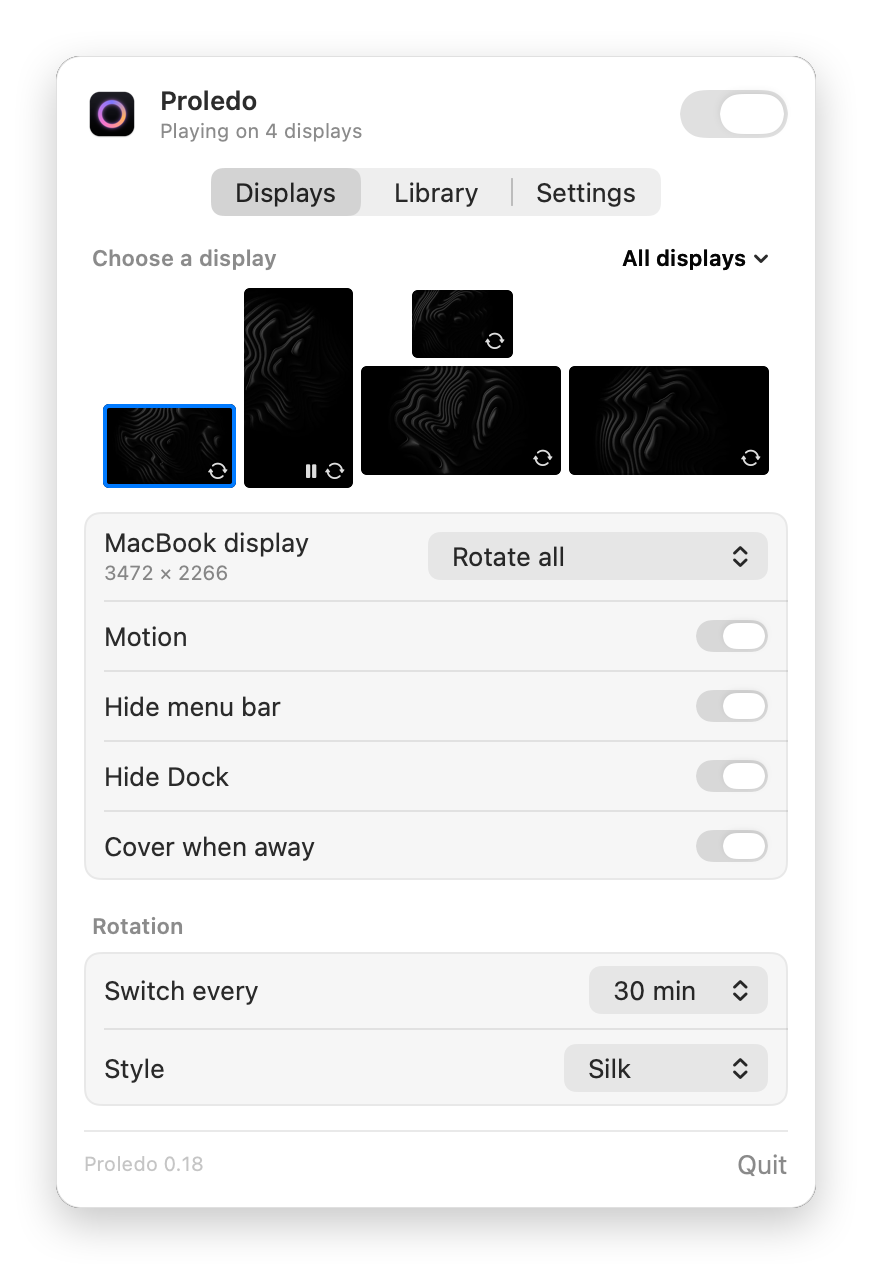 Proledo
Playing on 4 displays
Displays
Library
Settings
Choose a display
All displays
MacBook display
3472 × 2266
Rotate all
Motion
Hide menu bar
Hide Dock
Cover when away
Rotation
Switch every
30 min
Style
Silk
Proledo 0.18
Quit